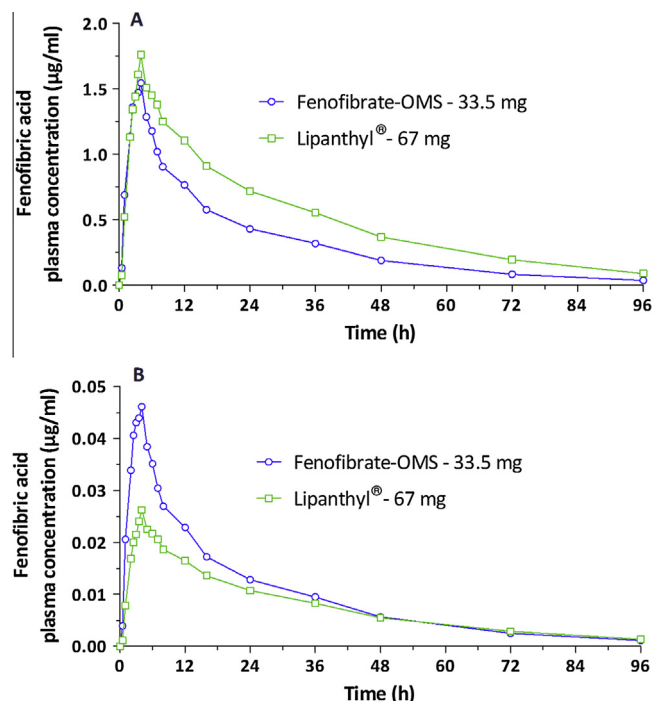 A
Fenofibric acid
plasma concentration (µg/ml)
2.0
1.5
1.0
0.5
0.0
Fenofibrate-OMS - 33.5 mg
Lipanthyl® - 67 mg
0 12 24 36 48 60 72 84 96
Time (h)
B
Fenofibric acid
plasma concentration (µg/ml)
0.05
0.04
0.03
0.02
0.01
0.00
Fenofibrate-OMS - 33.5 mg
Lipanthyl®- 67 mg
0 12 24 36 48 60 72 84 96
Time (h)